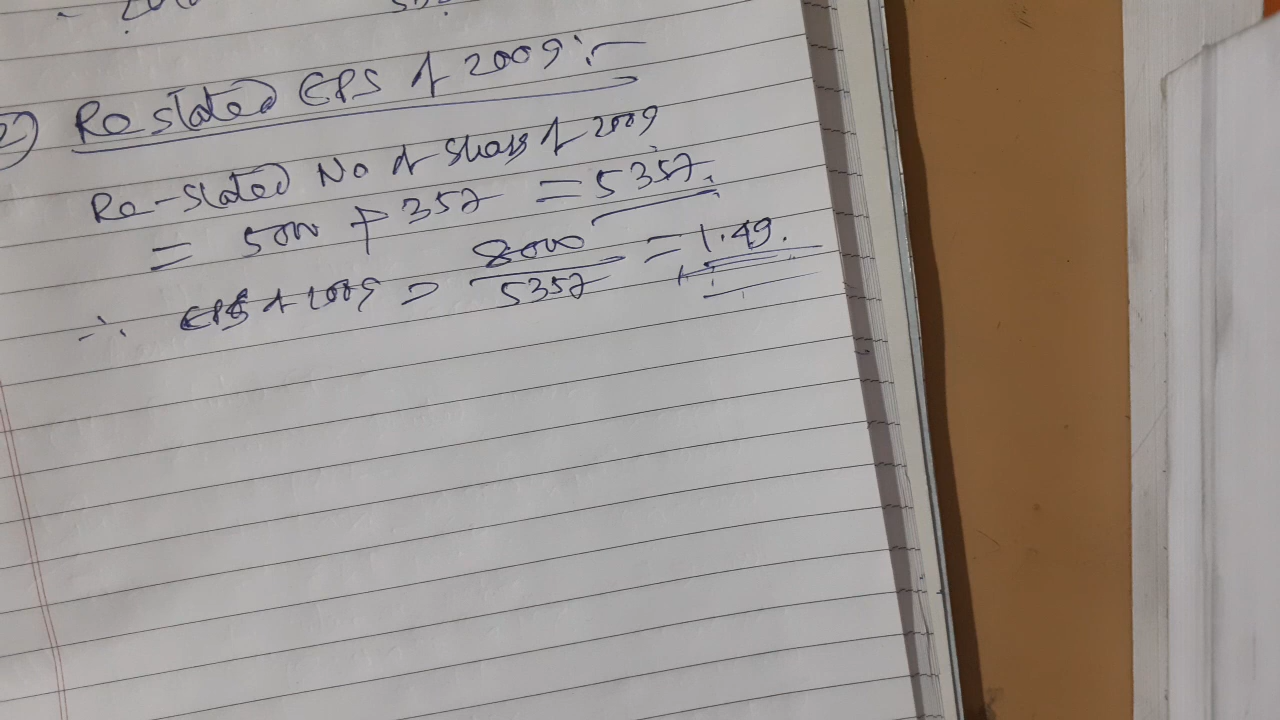 2) Re stated EPS of 2009:-
Re-stated No of shares of 2009
= 5000 + 357 = 5357.
∴ EPS of 2009 = 8000/5357 = 1.49.